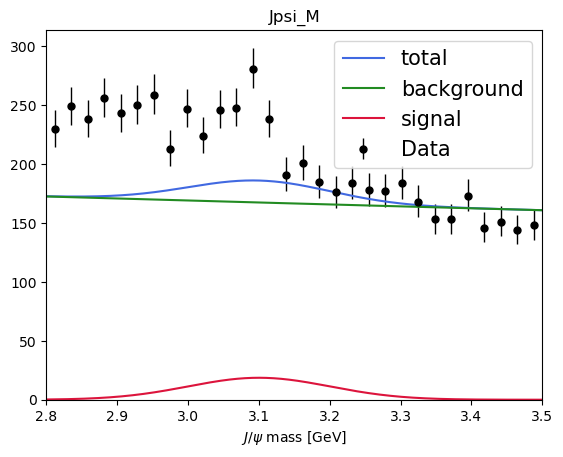 Jpsi_M
300
250
200
150
100
50
0
total
background
signal
Data
2.8 2.9 3.0 3.1 3.2 3.3 3.4 3.5
J/ψ mass [GeV]